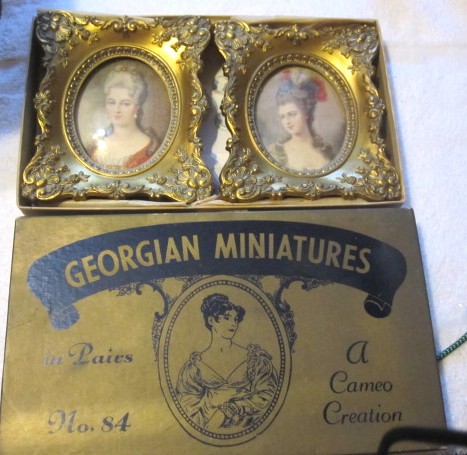 GEORGIAN MINIATURES
in Pairs
No. 84
A
Cameo
Creation